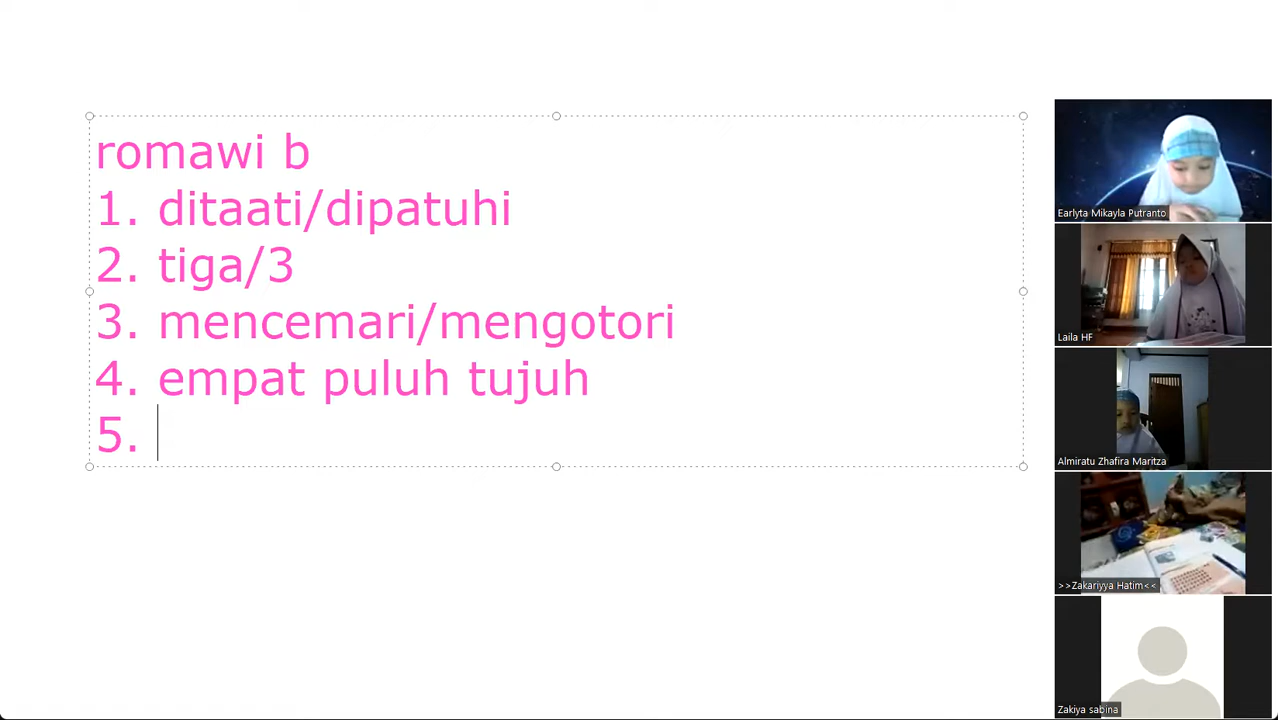 romawi b
1. ditaati/dipatuhi
2. tiga/3
3. mencemari/mengotori
4. empat puluh tujuh
5.
Earlyta Mikayla Putranto
Laila HF
Almiratu Zhafira Maritza
>>Zakariyya Hatim<<
Zakiya sabina